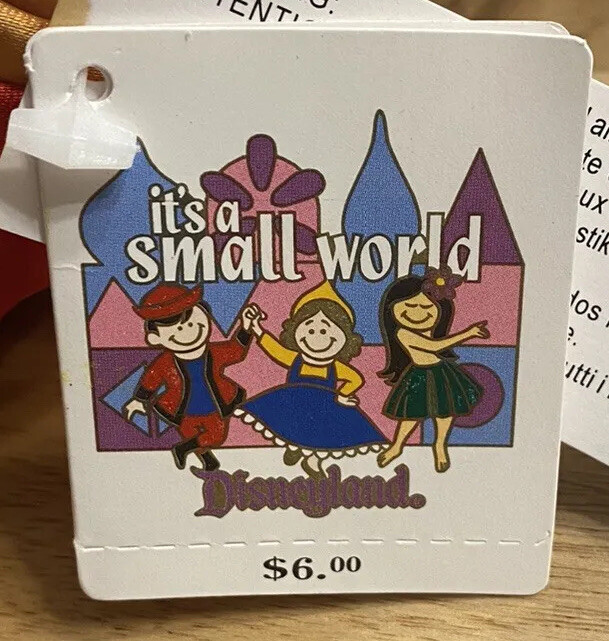 it's a
small world
Disneyland®
$6.00